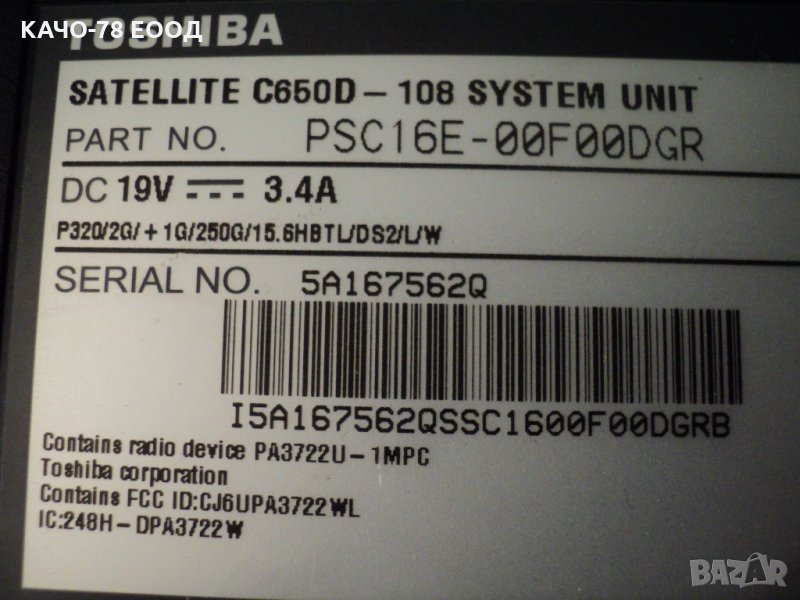 КАЧО-78 ЕООД
TOSHIBA
SATELLITE C650D-108 SYSTEM UNIT
PART NO. PSC16E-00F00DGR
DC 19V 3.4A
P320/2G/+1G/250G/15.6HBTL/DS2/L/W
SERIAL NO. 5A167562Q
I5A167562QSSC1600F00DGRB
Contains radio device PA3722U-1MPC
Toshiba corporation
Contains FCC ID:CJ6UPA3722WL
IC:248H-DPA3722W
BAZAR